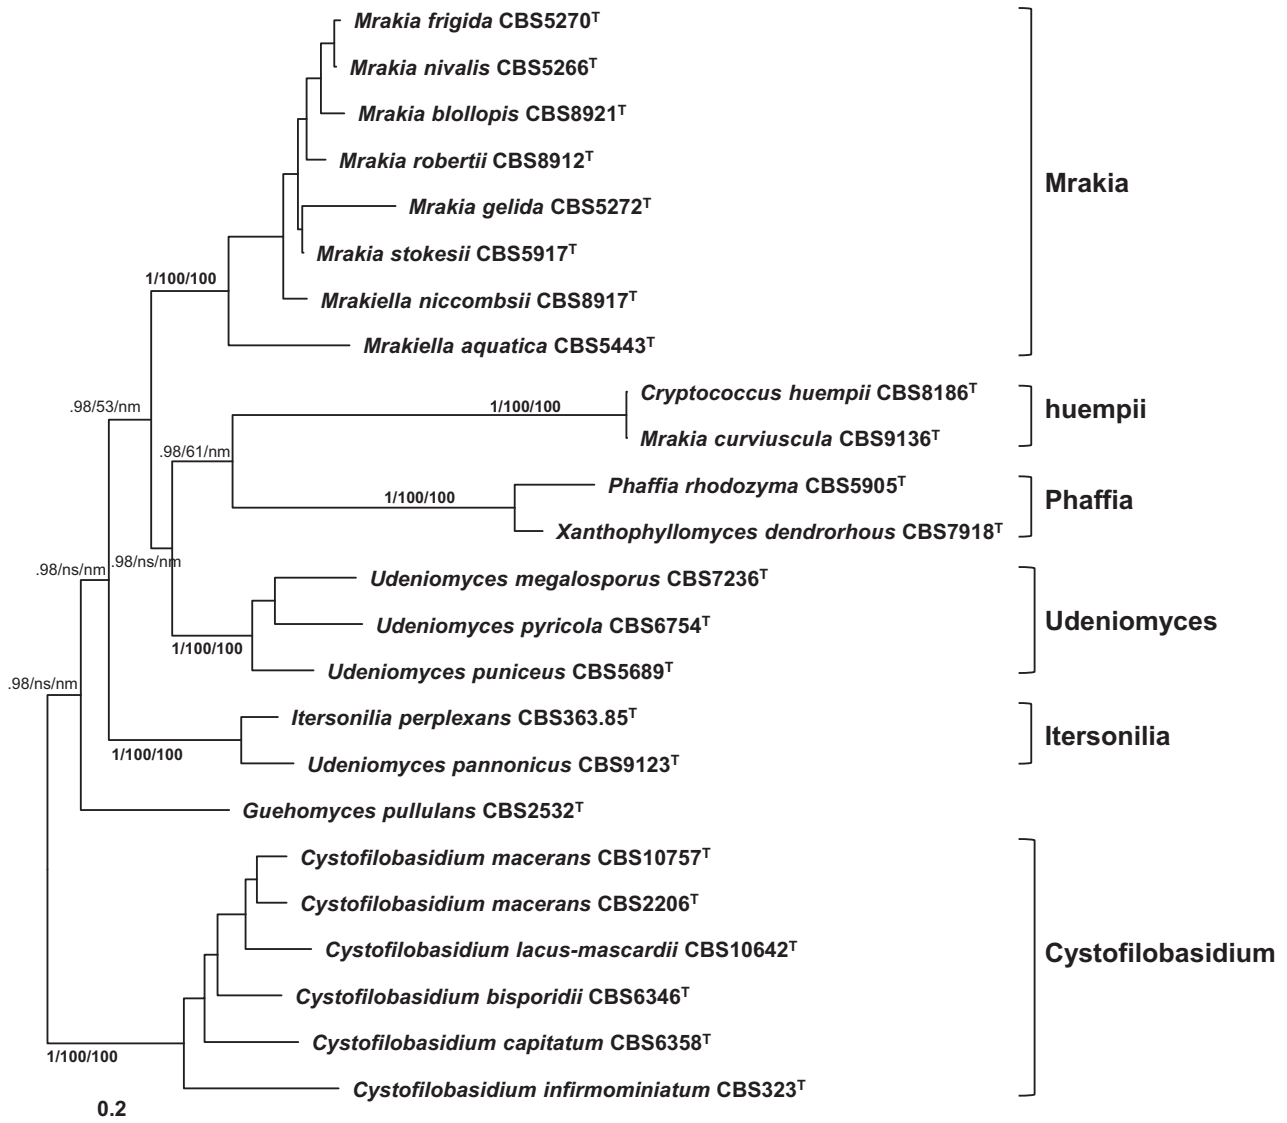 Mrakia frigida CBS5270ᵀ
Mrakia nivalis CBS5266ᵀ
Mrakia blollopis CBS8921ᵀ
Mrakia robertii CBS8912ᵀ
Mrakia
Mrakia gelida CBS5272ᵀ
Mrakia stokesii CBS5917ᵀ
1/100/100
Mrakiella niccombsii CBS8917ᵀ
Mrakiella aquatica CBS5443ᵀ
Cryptococcus huempii CBS8186ᵀ
.98/53/nm
1/100/100
huempii
Mrakia curviuscula CBS9136ᵀ
.98/61/nm
Phaffia rhodozyma CBS5905ᵀ
1/100/100
Phaffia
Xanthophyllomyces dendrorhous CBS7918ᵀ
.98/ns/nm
.98/ns/nm
Udeniomyces megalosporus CBS7236ᵀ
Udeniomyces pyricola CBS6754ᵀ
Udeniomyces
1/100/100
Udeniomyces puniceus CBS5689ᵀ
.98/ns/nm
Itersonilia perplexans CBS363.85ᵀ
Itersonilia
1/100/100
Udeniomyces pannonicus CBS9123ᵀ
Guehomyces pullulans CBS2532ᵀ
Cystofilobasidium macerans CBS10757ᵀ
Cystofilobasidium macerans CBS2206ᵀ
Cystofilobasidium lacus-mascardii CBS10642ᵀ
Cystofilobasidium
Cystofilobasidium bisporidii CBS6346ᵀ
Cystofilobasidium capitatum CBS6358ᵀ
1/100/100
Cystofilobasidium infirmominiatum CBS323ᵀ
0.2